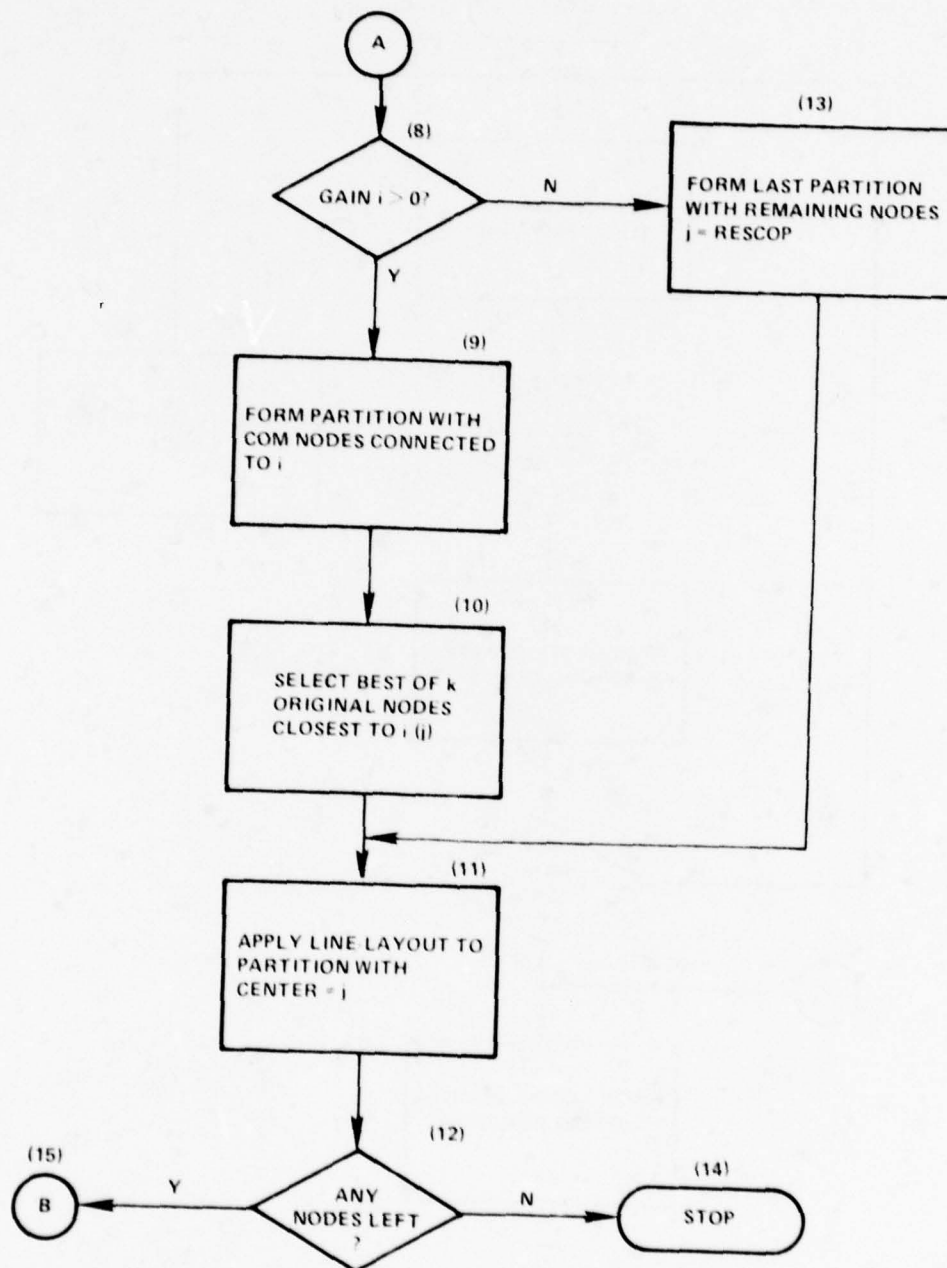 A
(8)
GAIN i > 0?
N
Y
(13)
FORM LAST PARTITION
WITH REMAINING NODES
j = RESCOP
(9)
FORM PARTITION WITH
COM NODES CONNECTED
TO i
(10)
SELECT BEST OF k
ORIGINAL NODES
CLOSEST TO i (j)
(11)
APPLY LINE LAYOUT TO
PARTITION WITH
CENTER = j
(12)
ANY
NODES LEFT
?
Y
N
(15)
B
(14)
STOP